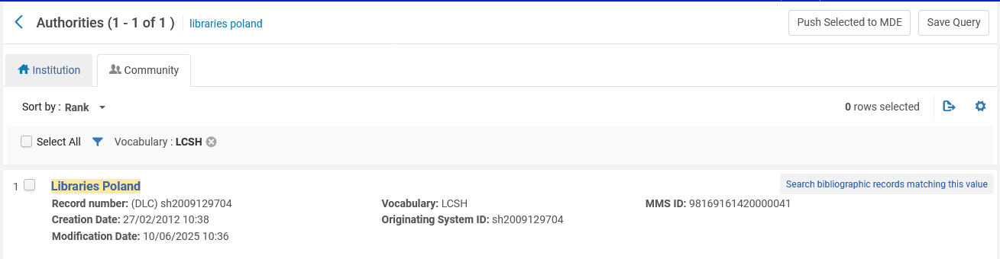 Authorities (1 - 1 of 1 ) libraries poland Push Selected to MDE Save Query
Institution Community
Sort by : Rank 0 rows selected
Select All Vocabulary : LCSH
1 Libraries Poland Search bibliographic records matching this value
Record number: (DLC) sh2009129704 Vocabulary: LCSH MMS ID: 98169161420000041
Creation Date: 27/02/2012 10:38 Originating System ID: sh2009129704
Modification Date: 10/06/2025 10:36